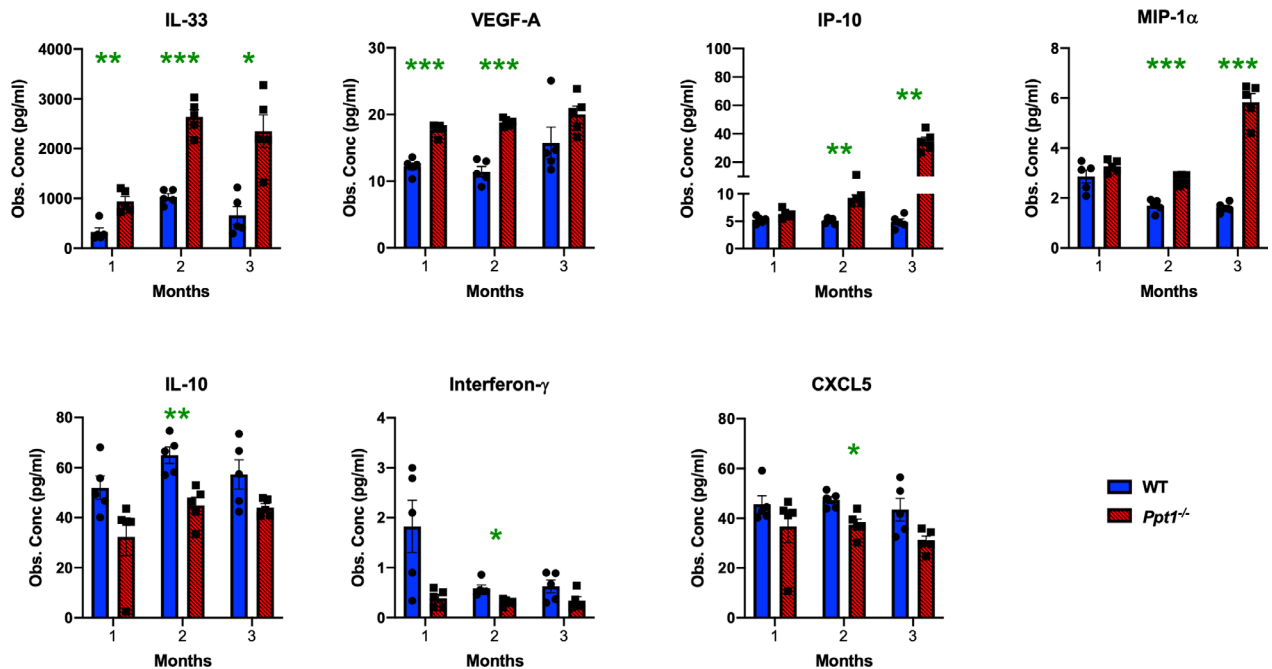 IL-33
Obs. Conc (pg/ml)
4000
3000
2000
1000
0
** *** *
1 2 3
Months
VEGF-A
Obs. Conc (pg/ml)
30
20
10
0
*** ***
1 2 3
Months
IP-10
Obs. Conc (pg/ml)
100
80
60
40
20
10
5
0
** **
1 2 3
Months
MIP-1α
Obs. Conc (pg/ml)
8
6
4
2
0
*** ***
1 2 3
Months
IL-10
Obs. Conc (pg/ml)
80
60
40
20
0
**
1 2 3
Months
Interferon-γ
Obs. Conc (pg/ml)
4
3
2
1
0
*
1 2 3
Months
CXCL5
Obs. Conc (pg/ml)
80
60
40
20
0
*
1 2 3
Months
WT
Ppt1-/-